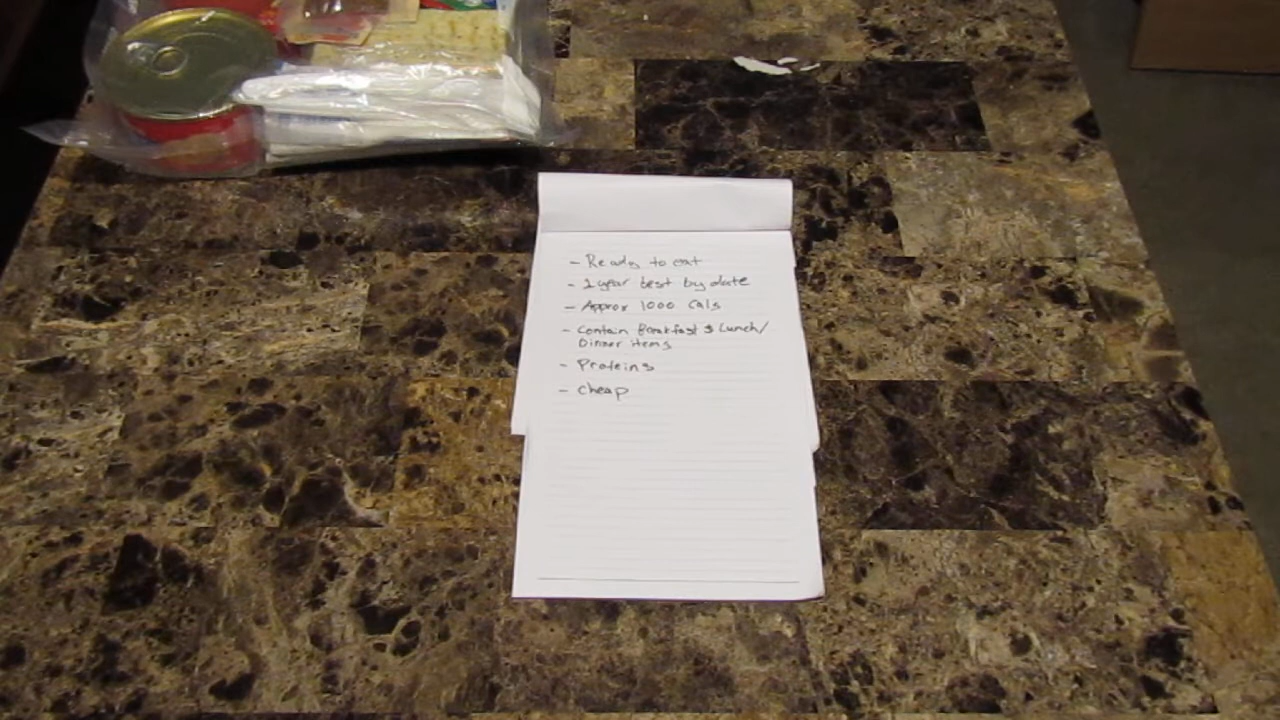 - Ready to eat
- 1 year best by date
- Approx 1000 Cals
- Contain Breakfast & Lunch/
Dinner items
- Proteins
- Cheap